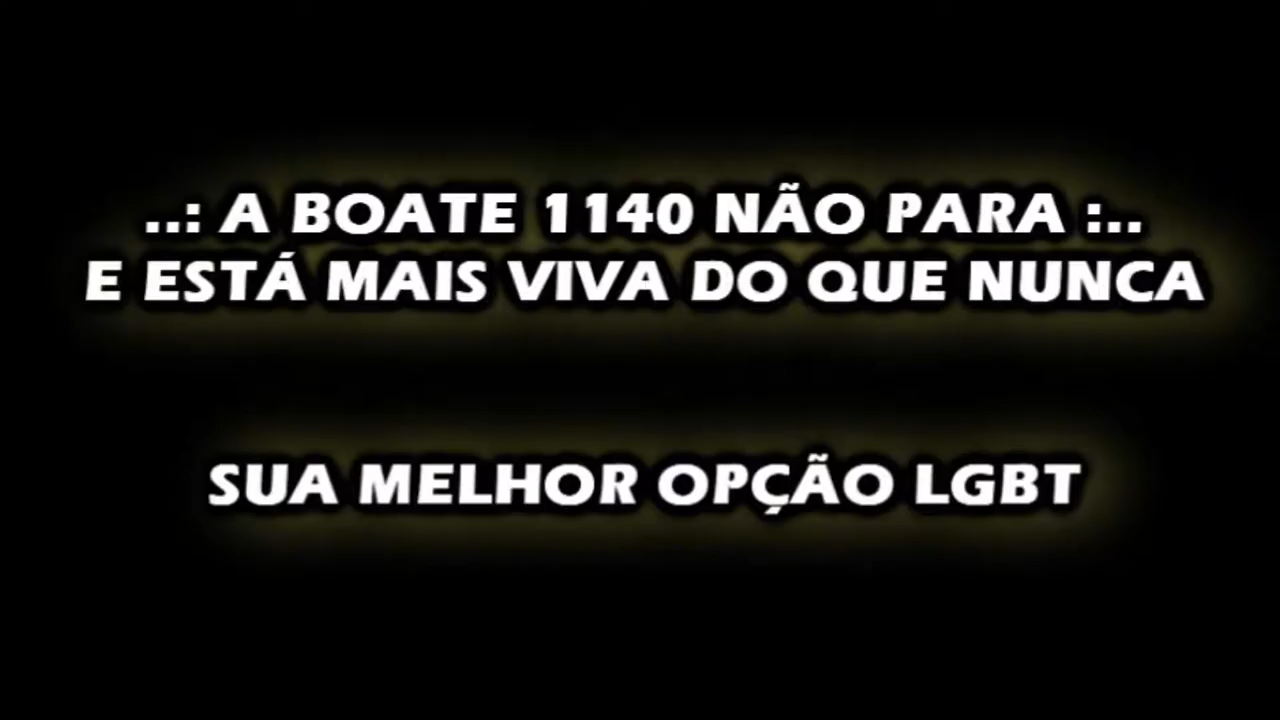 ..: A BOATE 1140 NÃO PARA :..
E ESTÁ MAIS VIVA DO QUE NUNCA
SUA MELHOR OPÇÃO LGBT